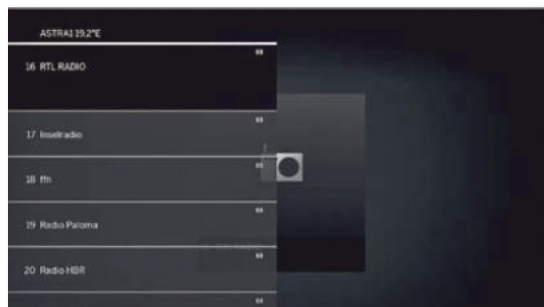 ASTRA1 19.2°E
16 RTL RADIO
17 Inselradio
18 ffn
19 Radio Paloma
20 Radio HBR